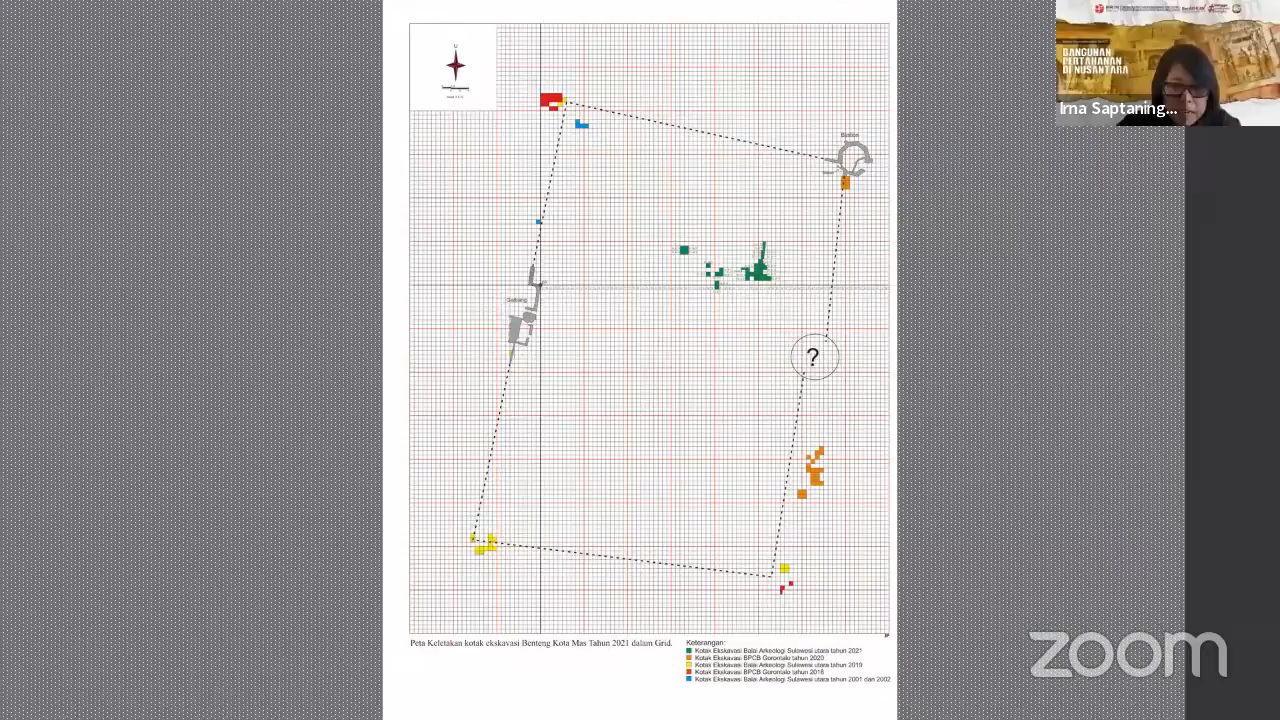 BANGUNAN
PERTAHANAN
DI NUSANTARA
Irna Saptaning...
U
Bastion
Gerbang
?
Peta Keletakan kotak ekskavasi Benteng Kota Mas Tahun 2021 dalam Grid.
Keterangan:
Kotak Ekskavasi Balai Arkeologi Sulawesi utara tahun 2021
Kotak Ekskavasi BPCB Gorontalo tahun 2020
Kotak Ekskavasi Balai Arkeologi Sulawesi utara tahun 2019
Kotak Ekskavasi BPCB Gorontalo tahun 2018
Kotak Ekskavasi Balai Arkeologi Sulawesi utara tahun 2001 dan 2002
zoom